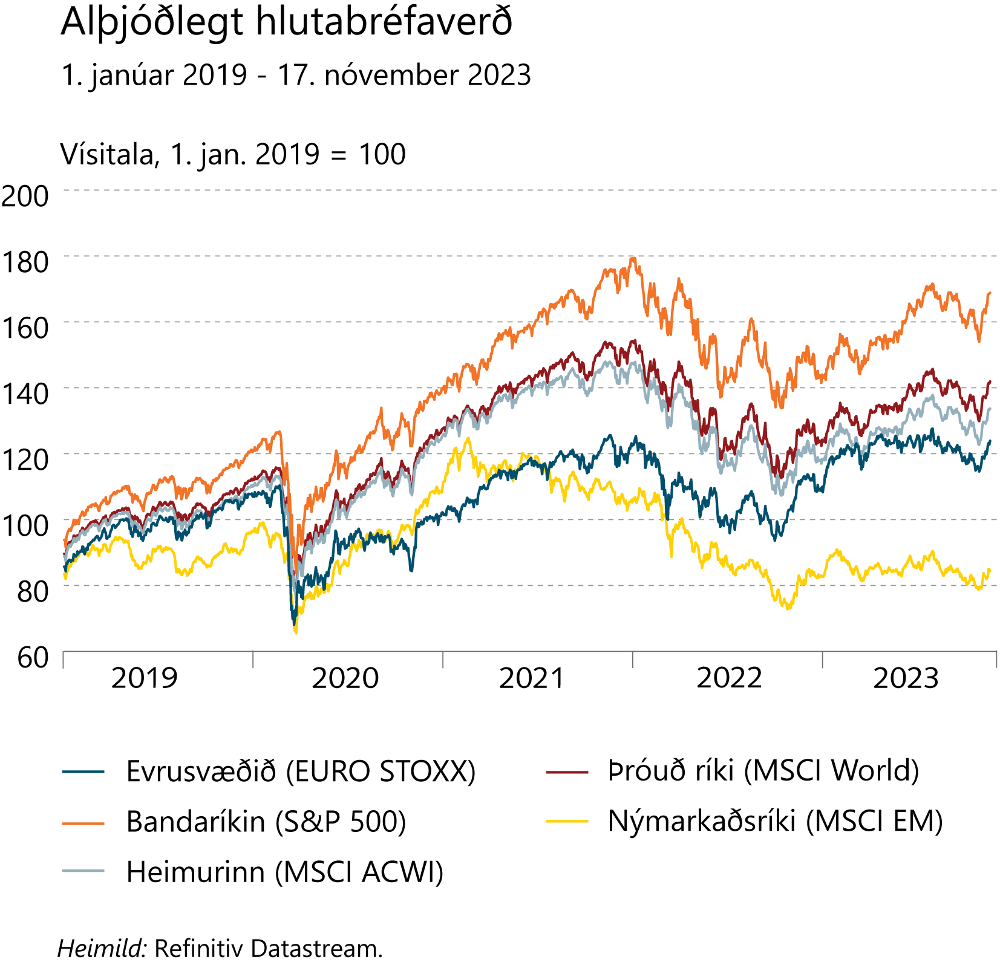 Alþjóðlegt hlutabréfaverð
1. janúar 2019 - 17. nóvember 2023
Vísitala, 1. jan. 2019 = 100
200
180
160
140
120
100
80
60
2019 2020 2021 2022 2023
Evrusvæðið (EURO STOXX)
Bandaríkin (S&P 500)
Heimurinn (MSCI ACWI)
Þróuð ríki (MSCI World)
Nýmarkaðsríki (MSCI EM)
Heimild: Refinitiv Datastream.